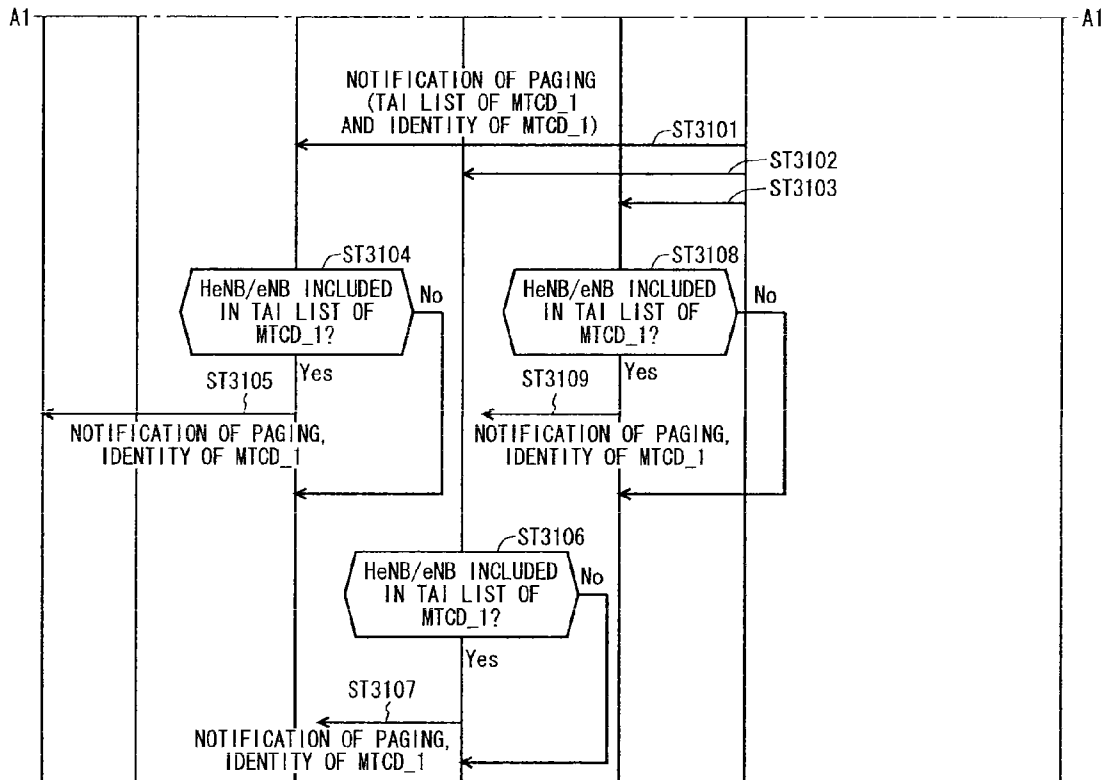 A1
A1
NOTIFICATION OF PAGING
(TAI LIST OF MTCD_1
AND IDENTITY OF MTCD_1)
ST3101
ST3102
ST3103
ST3104
HeNB/eNB INCLUDED
IN TAI LIST OF
MTCD_1?
No
Yes
ST3108
HeNB/eNB INCLUDED
IN TAI LIST OF
MTCD_1?
No
Yes
ST3105
NOTIFICATION OF PAGING,
IDENTITY OF MTCD_1
ST3109
NOTIFICATION OF PAGING,
IDENTITY OF MTCD_1
ST3106
HeNB/eNB INCLUDED
IN TAI LIST OF
MTCD_1?
No
Yes
ST3107
NOTIFICATION OF PAGING,
IDENTITY OF MTCD_1